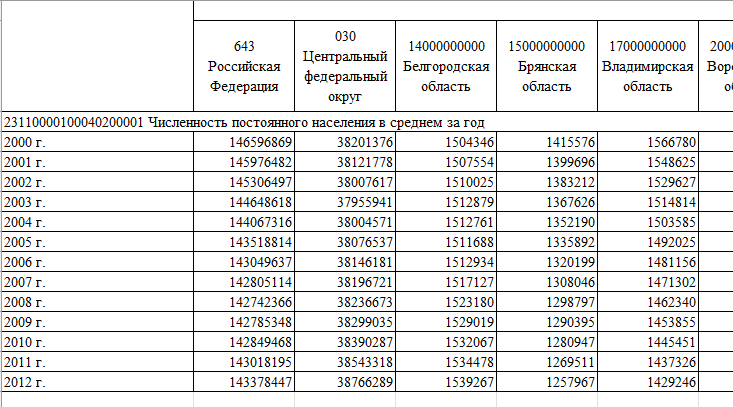 643 Российская Федерация	030 Центральный федеральный округ	14000000000 Белгородская область	15000000000 Брянская область	17000000000 Владимирская область
23110000100040200001 Численность постоянного населения в среднем за год
2000 г.	146596869	38201376	1504346	1415576	1566780
2001 г.	145976482	38121778	1507554	1399696	1548625
2002 г.	145306497	38007617	1510025	1383212	1529627
2003 г.	144648618	37955941	1512879	1367626	1514814
2004 г.	144067316	38004571	1512761	1352190	1503585
2005 г.	143518814	38076537	1511688	1335892	1492025
2006 г.	143049637	38146181	1512934	1320199	1481156
2007 г.	142805114	38196721	1517127	1308046	1471302
2008 г.	142742366	38236673	1523180	1298797	1462340
2009 г.	142785348	38299035	1529019	1290395	1453855
2010 г.	142849468	38390287	1532067	1280947	1445451
2011 г.	143018195	38543318	1534478	1269511	1437326
2012 г.	143378447	38766289	1539267	1257967	1429246